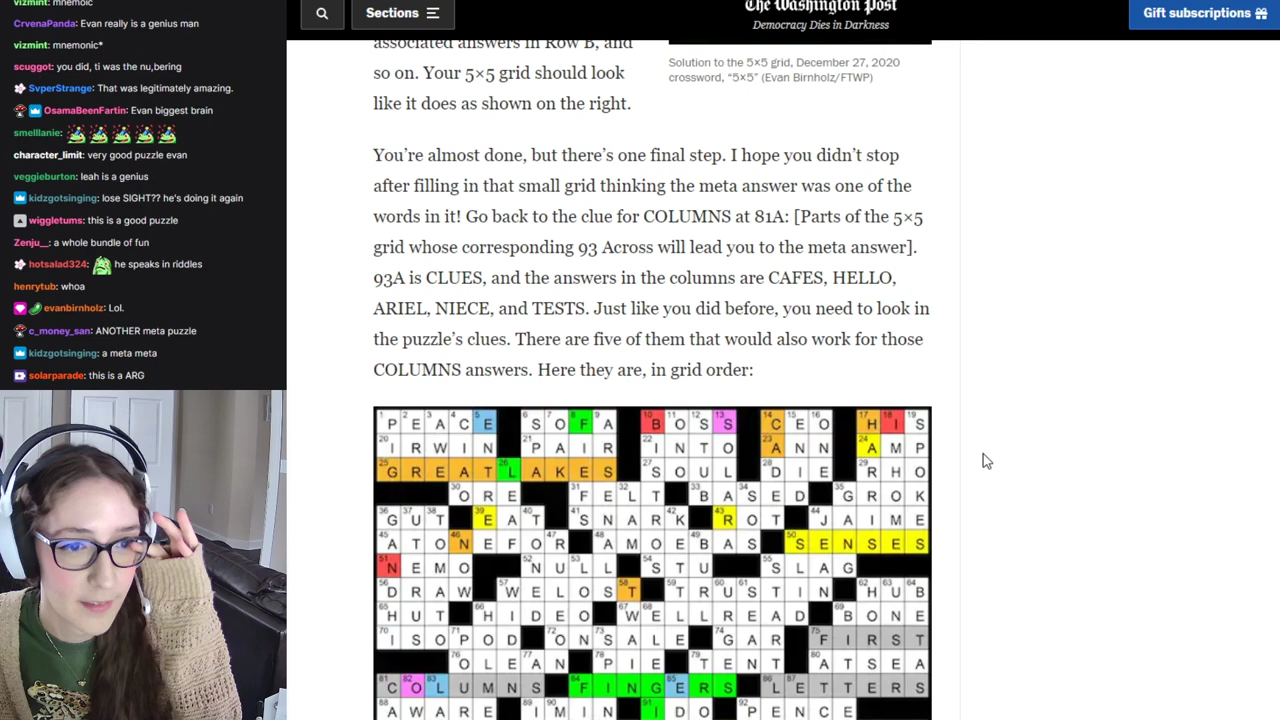 vizmint: mnemoic
CrvenaPanda: Evan really is a genius man
vizmint: mnemonic*
scuggot: you did, ti was the nu,bering
SvperStrange: That was legitimately amazing.
OsamaBeenFartin: Evan biggest brain
smelllanie:
character_limit: very good puzzle evan
veggieburton: leah is a genius
kidzgotsinging: lose SIGHT?? he's doing it again
wiggletums: this is a good puzzle
Zenju__: a whole bundle of fun
hotsalad324: he speaks in riddles
henrytub: whoa
evanbirnholz: Lol.
c_money_san: ANOTHER meta puzzle
kidzgotsinging: a meta meta
solarparade: this is a ARG
Sections
The Washington Post
Democracy Dies in Darkness
Gift subscriptions
associated answers in Row B, and
so on. Your 5×5 grid should look
like it does as shown on the right.
Solution to the 5×5 grid, December 27, 2020
crossword, “5×5” (Evan Birnholz/FTWP)
You’re almost done, but there’s one final step. I hope you didn’t stop
after filling in that small grid thinking the meta answer was one of the
words in it! Go back to the clue for COLUMNS at 81A: [Parts of the 5×5
grid whose corresponding 93 Across will lead you to the meta answer].
93A is CLUES, and the answers in the columns are CAFES, HELLO,
ARIEL, NIECE, and TESTS. Just like you did before, you need to look in
the puzzle’s clues. There are five of them that would also work for those
COLUMNS answers. Here they are, in grid order:
PEACE SOFA BOSS CEO HIS
IRWIN PAIR INTO ANN AMP
GREATLAKES SOUL DIE RHO
ORE FELT BASED GROK
GUT EAT SNARK ROT JAIME
ATONEFOR AMOEBAS SENSES
NEMO NULL STU SLAG
DRAW WELOST TRUSTIN HUB
HUT HIDEO WELLREAD ONE
ISOPOD ONSALE GAR FIRST
OLEAN PIE TENT ATSEA
COLUMNS FINGERS LETTERS
AWARE IMIN IDO PENCE